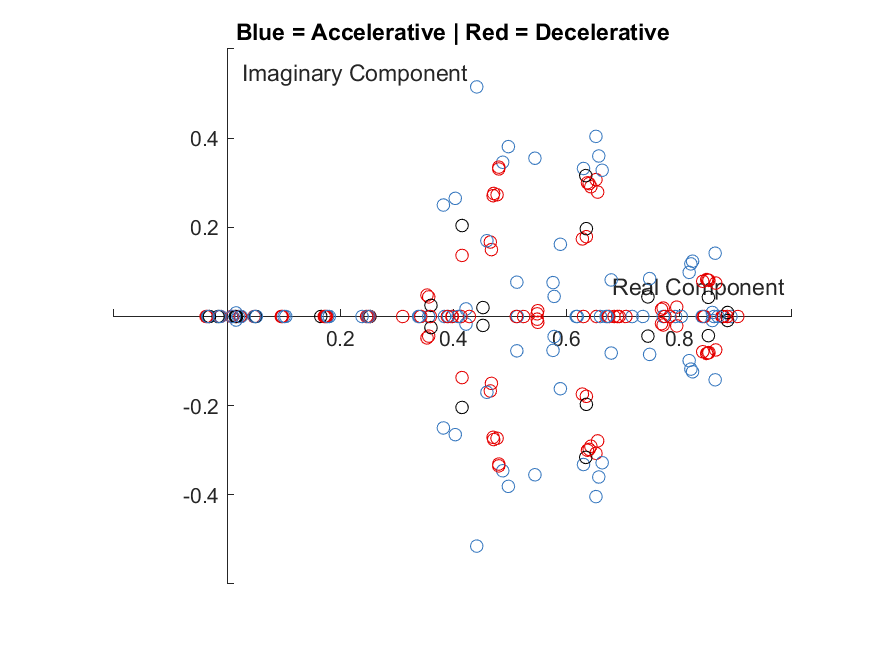 Blue = Accelerative | Red = Decelerative
Imaginary Component
0.4
0.2
Real Component
0.2
0.4
0.6
0.8
-0.2
-0.4